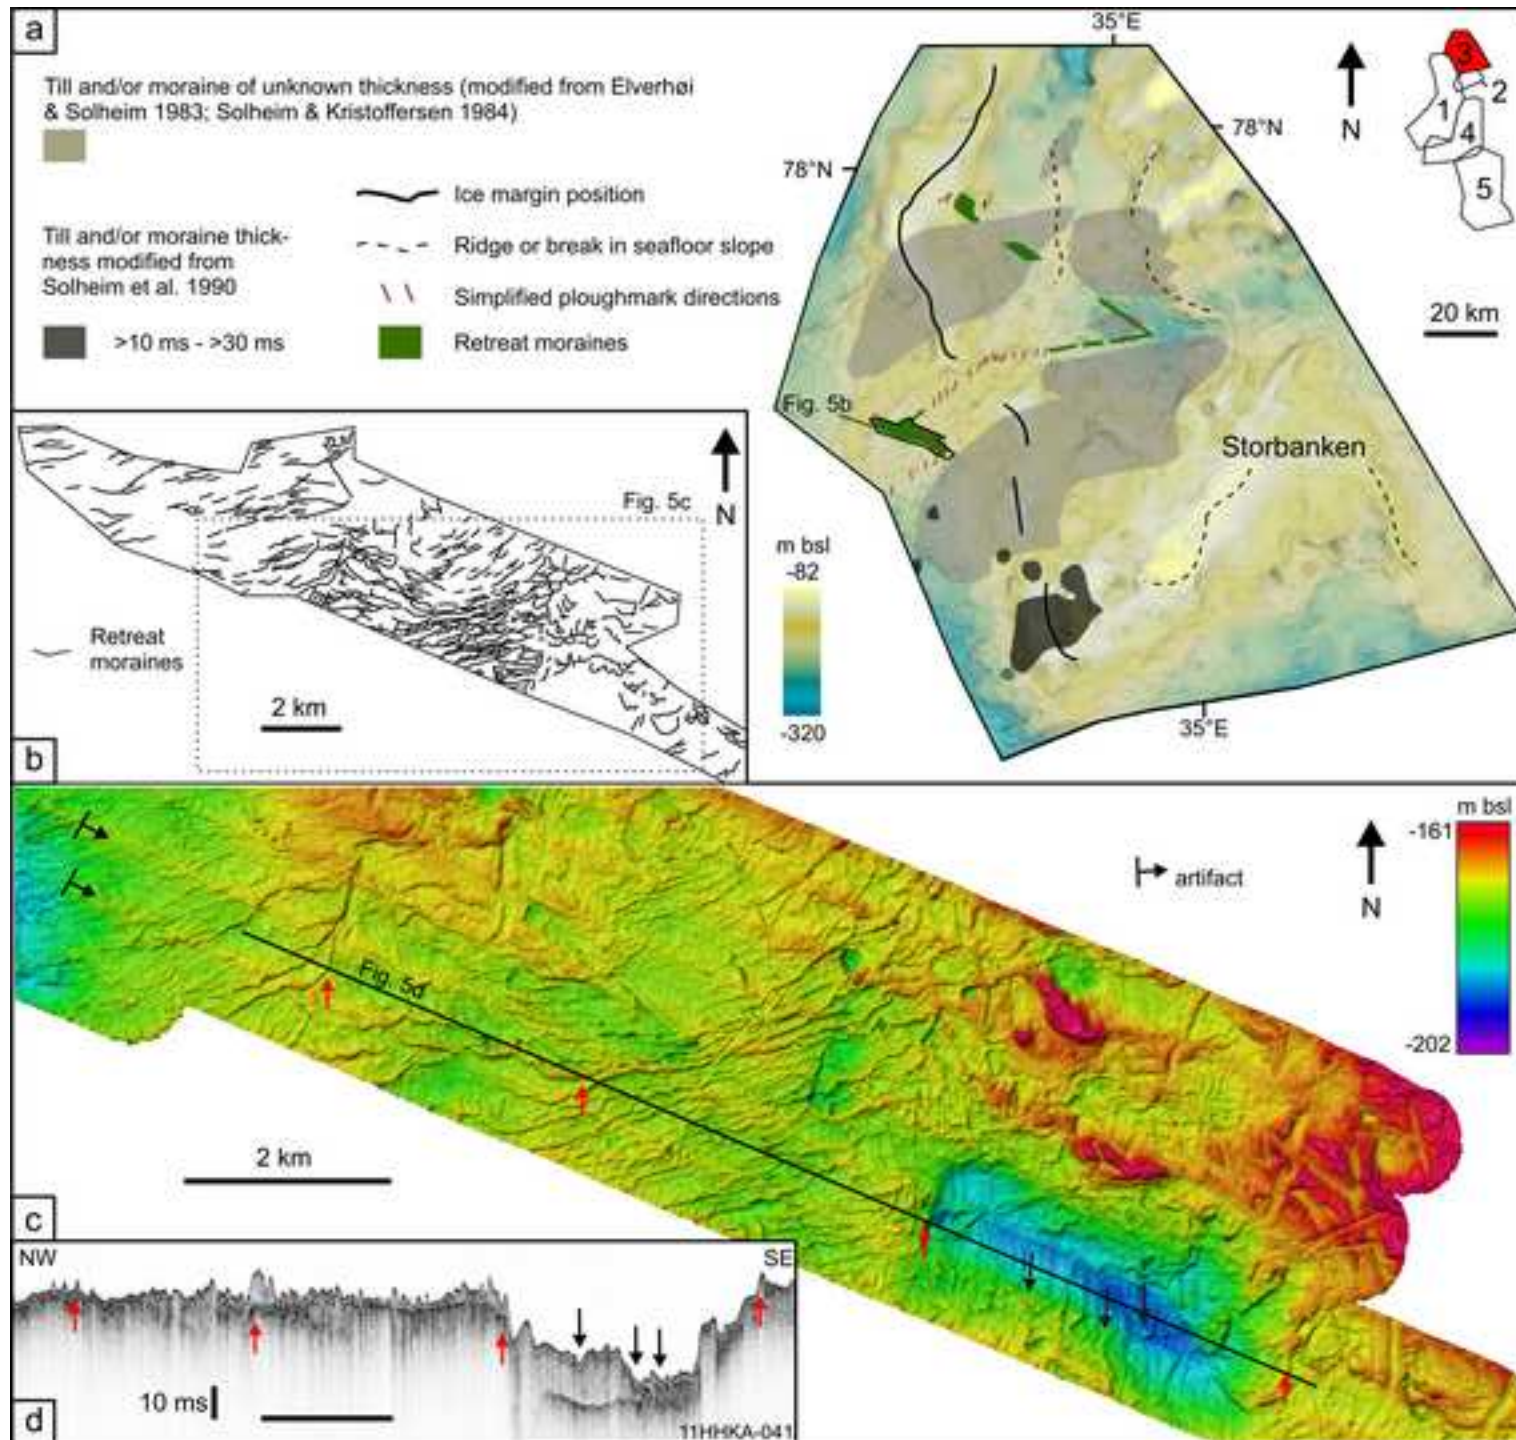 a
Till and/or moraine of unknown thickness (modified from Elverhøi
& Solheim 1983; Solheim & Kristoffersen 1984)
Till and/or moraine thick-
ness modified from
Solheim et al. 1990
>10 ms - >30 ms
Ice margin position
Ridge or break in seafloor slope
Simplified ploughmark directions
Retreat moraines
35°E
78°N
78°N
N
3
2
1
4
5
20 km
Fig. 5b
Storbanken
m bsl
-82
-320
35°E
N
Fig. 5c
Retreat
moraines
2 km
b
m bsl
-161
-202
artifact
N
Fig. 5d
2 km
c
NW
SE
10 ms
d
11HHKA-041